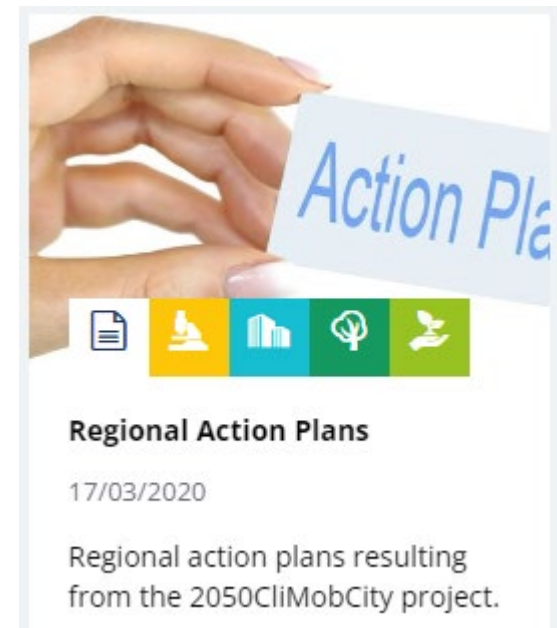 Action Pla
Regional Action Plans
17/03/2020
Regional action plans resulting
from the 2050CliMobCity project.